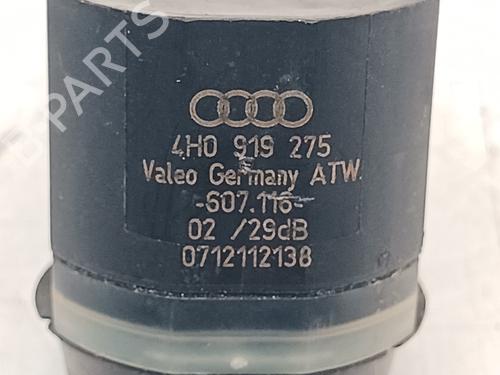 4H0 919 275
Valeo Germany ATW
-607.116-
02 /29dB
0712112138
B-PARTS